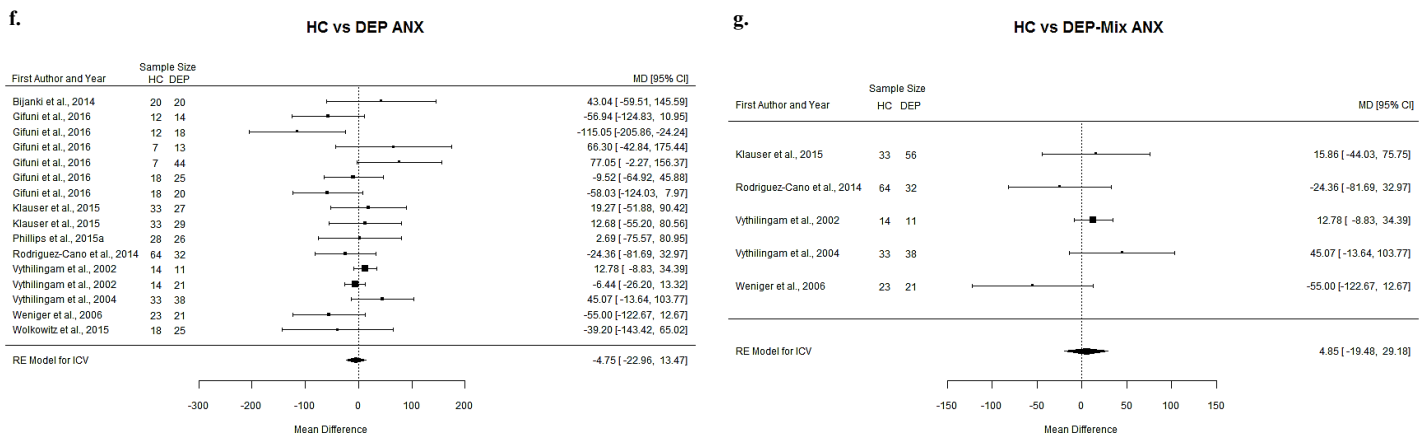 f.
HC vs DEP ANX
Sample Size
First Author and Year HC DEP MD [95% CI]
Bijanki et al., 2014 20 20 43.04 [ -59.51, 145.59]
Gifuni et al., 2016 12 14 -56.94 [-124.83, 10.95]
Gifuni et al., 2016 12 18 -115.05 [-205.86, -24.24]
Gifuni et al., 2016 7 13 66.30 [ -42.84, 175.44]
Gifuni et al., 2016 7 44 77.05 [ -2.27, 156.37]
Gifuni et al., 2016 18 25 -9.52 [ -64.92, 45.88]
Gifuni et al., 2016 18 20 -58.03 [-124.03, 7.97]
Klauser et al., 2015 33 27 19.27 [ -51.88, 90.42]
Klauser et al., 2015 33 29 12.68 [ -55.20, 80.56]
Phillips et al., 2015a 28 26 2.69 [ -75.57, 80.95]
Rodriguez-Cano et al., 2014 64 32 -24.36 [ -81.69, 32.97]
Vythilingam et al., 2002 14 11 12.78 [ -8.83, 34.39]
Vythilingam et al., 2002 14 21 -6.44 [ -26.20, 13.32]
Vythilingam et al., 2004 33 38 45.07 [ -13.64, 103.77]
Weniger et al., 2006 23 21 -55.00 [-122.67, 12.67]
Wolkowitz et al., 2015 18 25 -39.20 [-143.42, 65.02]
RE Model for ICV -4.75 [ -22.96, 13.47]
-300 -200 -100 0 100 200
Mean Difference
g.
HC vs DEP-Mix ANX
Sample Size
First Author and Year HC DEP MD [95% CI]
Klauser et al., 2015 33 56 15.86 [ -44.03, 75.75]
Rodriguez-Cano et al., 2014 64 32 -24.36 [ -81.69, 32.97]
Vythilingam et al., 2002 14 11 12.78 [ -8.83, 34.39]
Vythilingam et al., 2004 33 38 45.07 [ -13.64, 103.77]
Weniger et al., 2006 23 21 -55.00 [-122.67, 12.67]
RE Model for ICV 4.85 [ -19.48, 29.18]
-150 -100 -50 0 50 100 150
Mean Difference